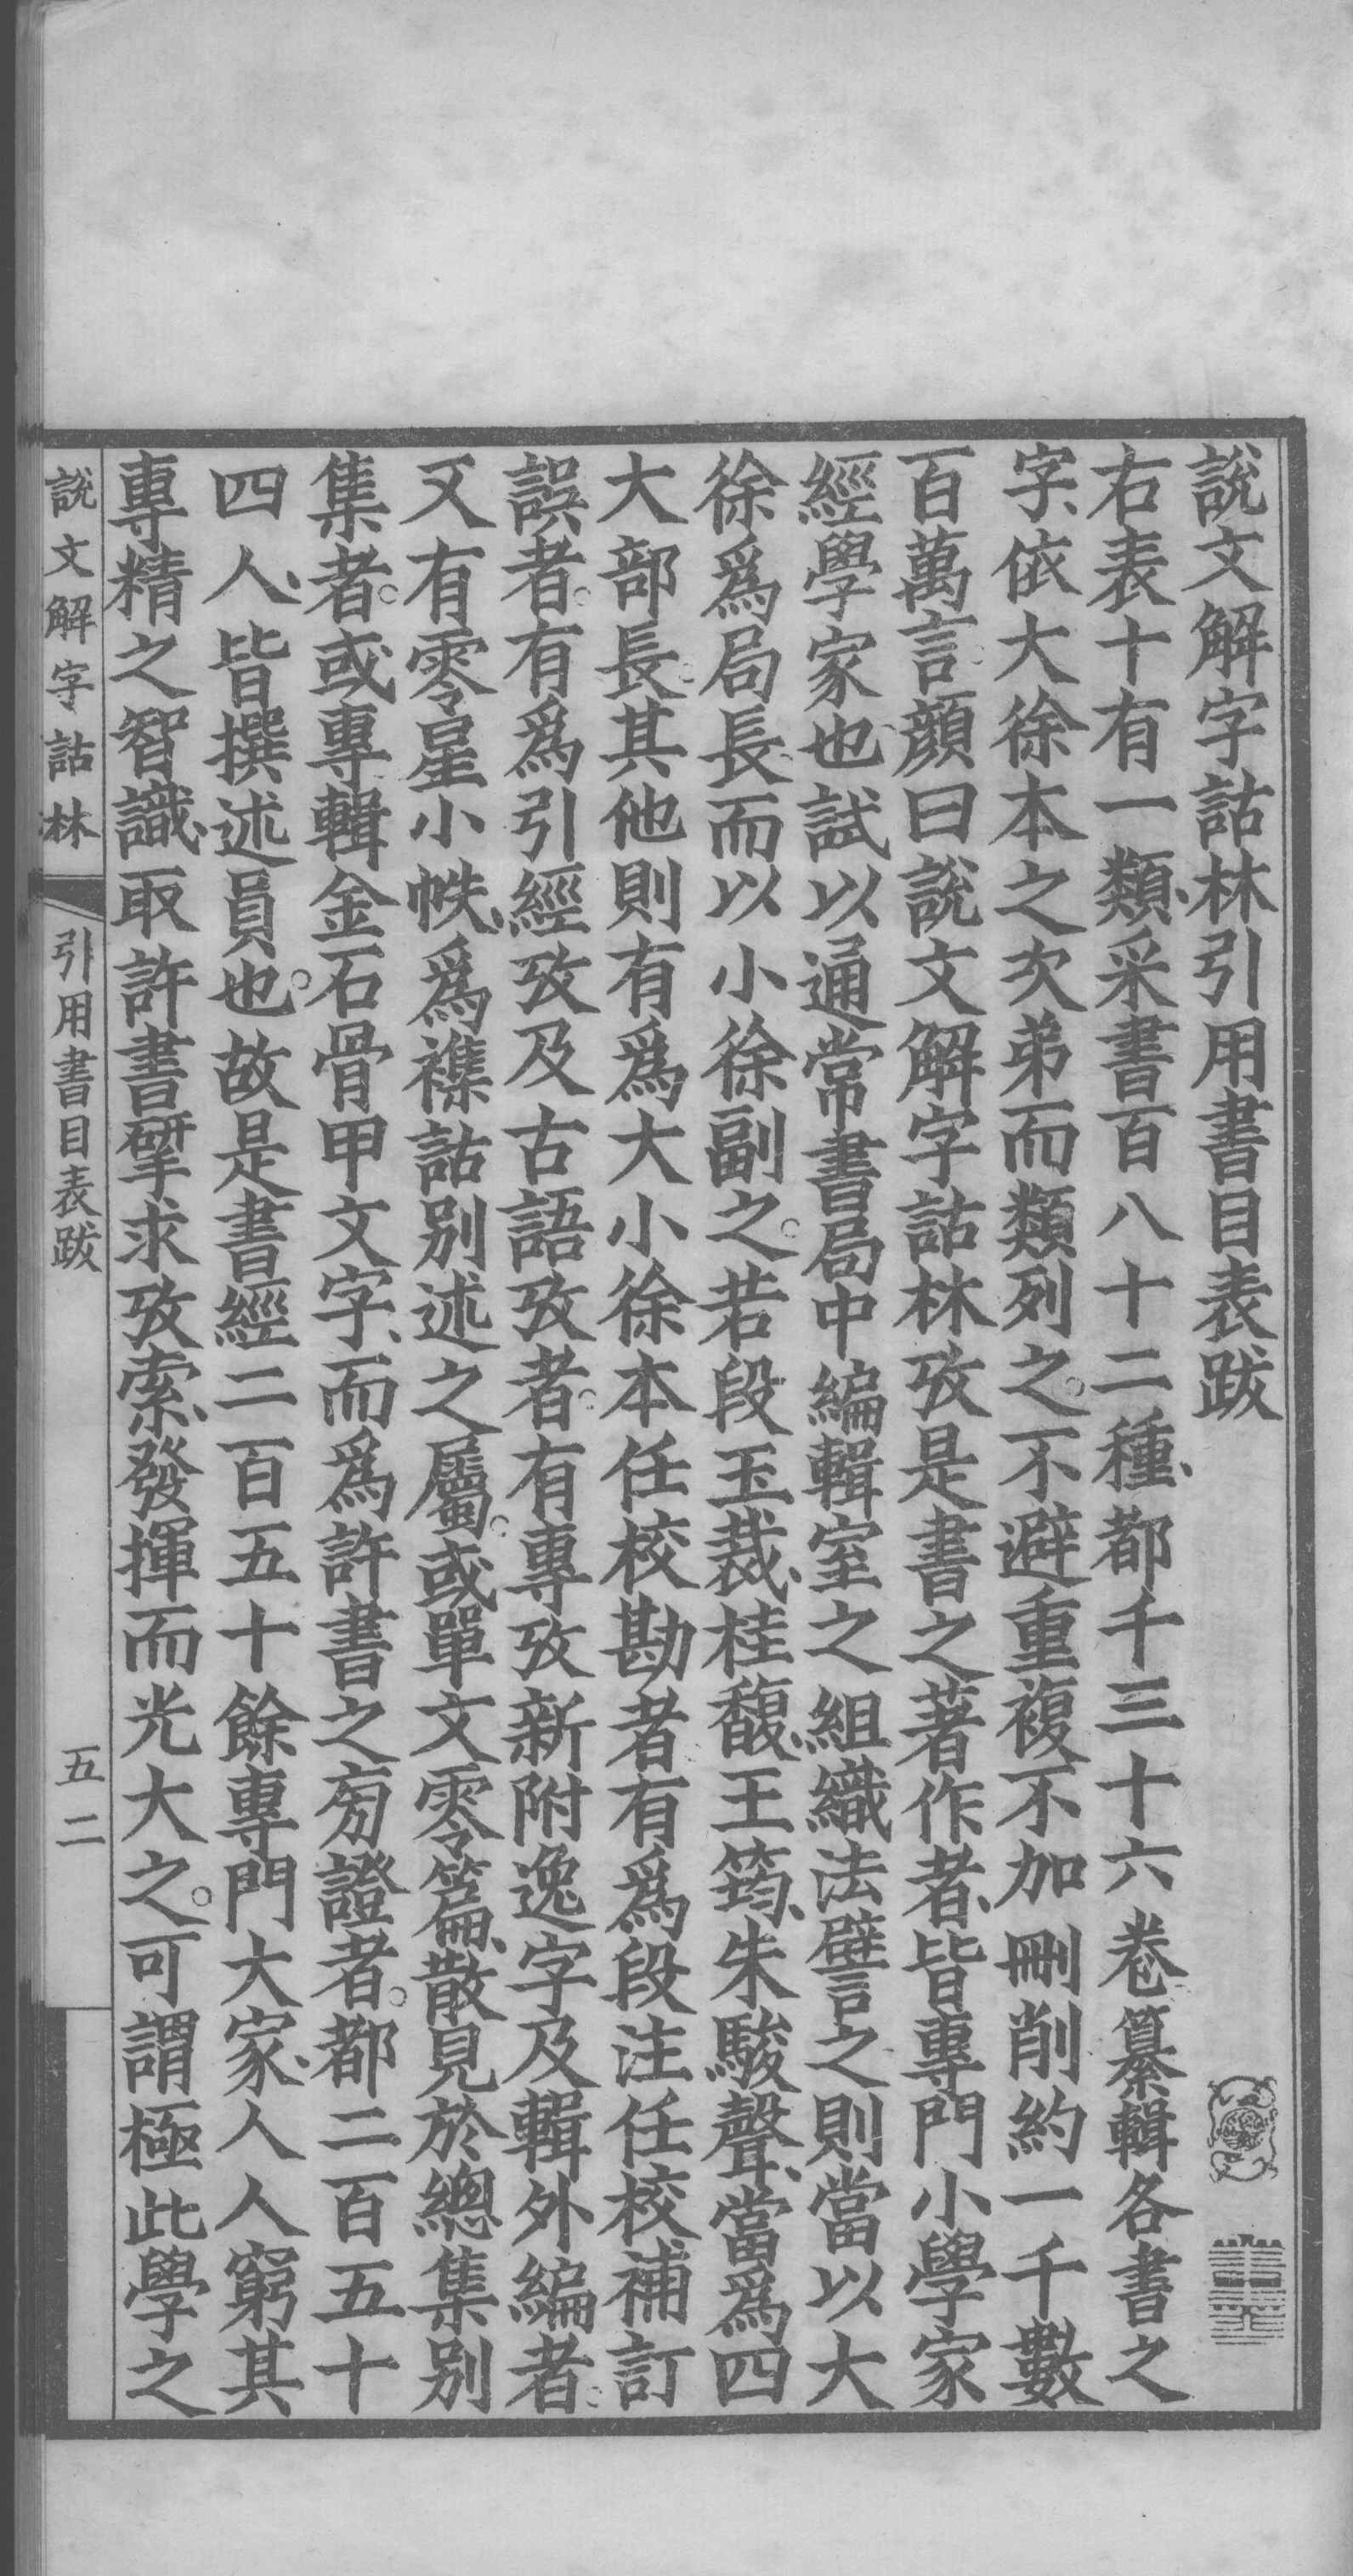 說文解字詁林引用書目表跋
右表十有一類、采書百八十二種、都千三十六卷、纂輯各書之
字、依大徐本之次弟而類列之。不避重複、不加刪削、約一千數
百萬言。顏曰說文解字詁林。攷是書之著作者、皆專門小學家
經學家也。試以通常書局中編輯室之組織法譬言之、則當以大
徐爲局長、而以小徐副之。若段玉裁、桂馥、王筠、朱駿聲、當爲四
大部長。其他則有爲大小徐本任校勘者、有爲段注任校補訂
誤者。有爲引經攷及古語攷者。有專攷新附逸字及輯外編者。
又有零星小帙、爲襍詁別述之屬。或單文零篇、散見於總集別
集者。或專輯金石骨甲文字、而爲許書之旁證者。都二百五十
四人、皆撰述員也。故是書經二百五十餘專門大家、人人窮其
專精之智識、取許書揅求攷索、發揮而光大之。可謂極此學之
說文解字詁林
引用書目表跋
五二